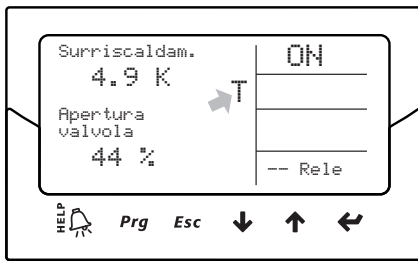 Surriscaldam.
4.9 K
Apertura
valvola
44 %
T
ON
-- Rele
HELP
Prg
Esc